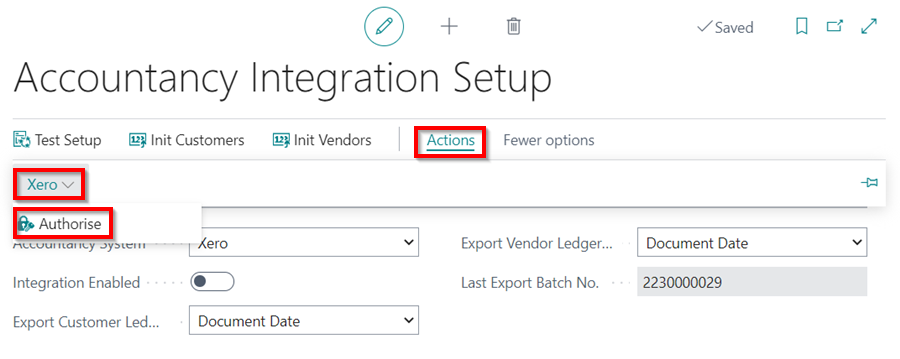 Saved
Accountancy Integration Setup
Test Setup Init Customers Init Vendors Actions Fewer options
Xero
Authorise
Accountancy System Xero Export Vendor Ledger... Document Date
Integration Enabled Last Export Batch No. 2230000029
Export Customer Led... Document Date